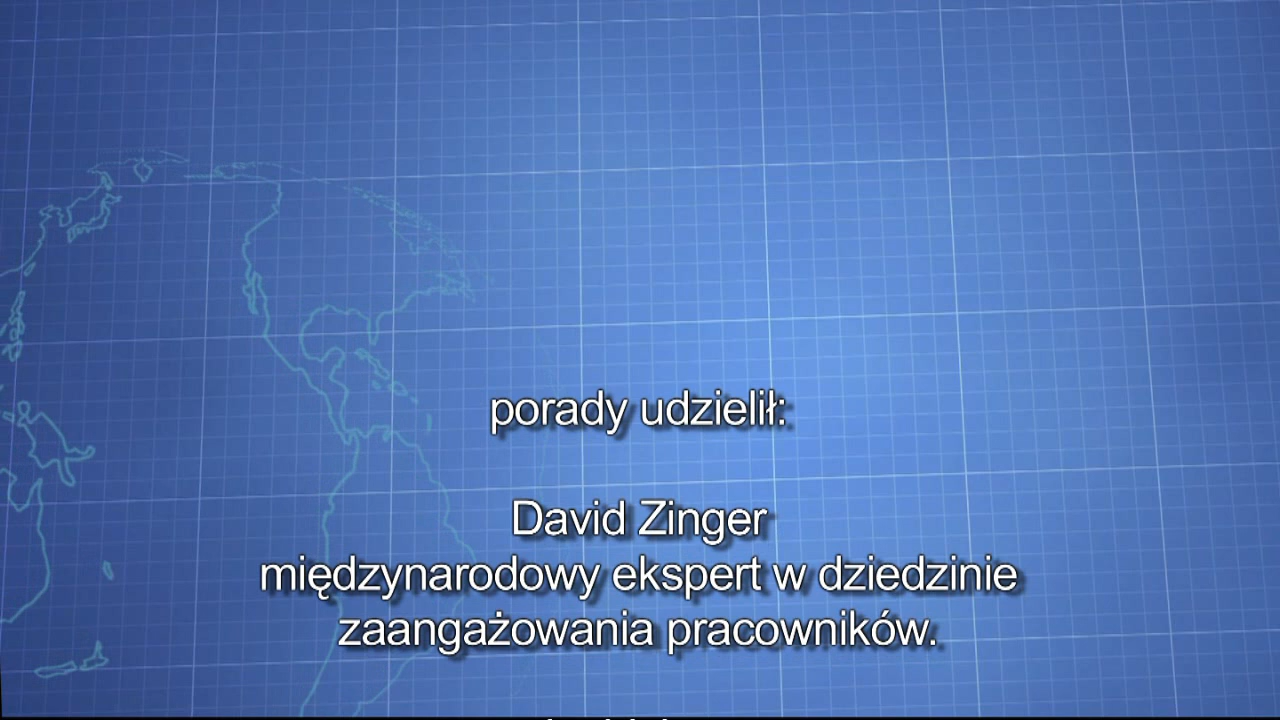 porady udzielił:
David Zinger
międzynarodowy ekspert w dziedzinie
zaangażowania pracowników.